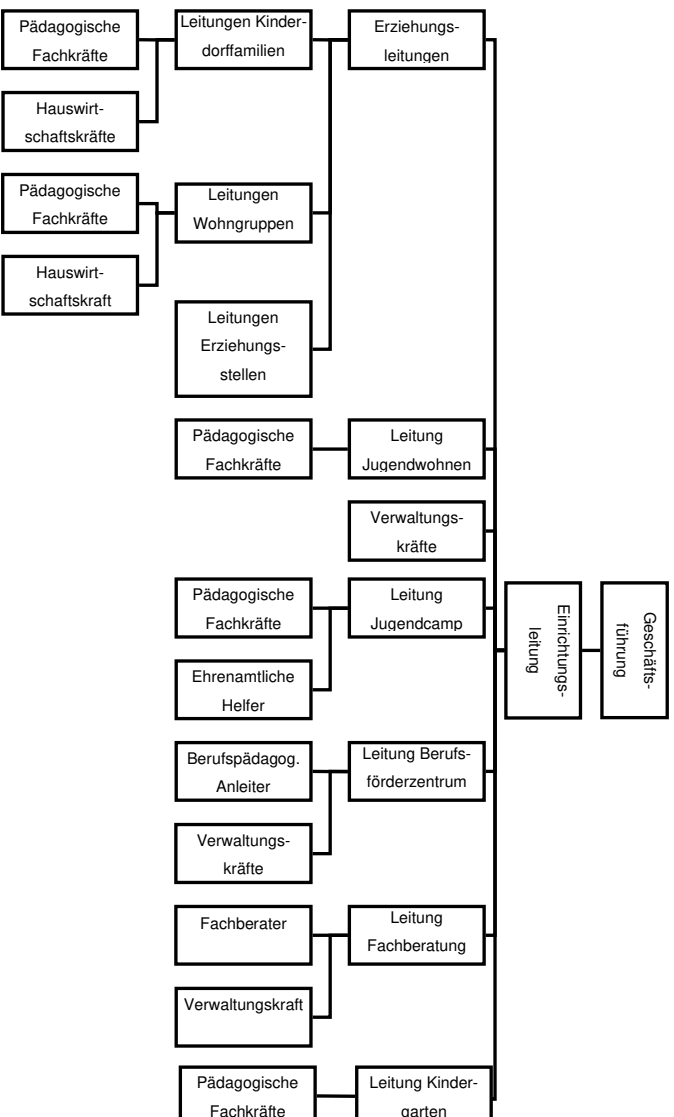 Pädagogische
Fachkräfte
Leitungen Kinder-
dorffamilien
Erziehungs-
leitungen
Hauswirt-
schaftskräfte
Pädagogische
Fachkräfte
Leitungen
Wohngruppen
Hauswirt-
schaftskraft
Leitungen
Erziehungs-
stellen
Pädagogische
Fachkräfte
Leitung
Jugendwohnen
Verwaltungs-
kräfte
Pädagogische
Fachkräfte
Leitung
Jugendcamp
Einrichtungs-
leitung
Geschäfts-
führung
Ehrenamtliche
Helfer
Berufspädagog.
Anleiter
Leitung Berufs-
förderzentrum
Verwaltungs-
kräfte
Fachberater
Leitung
Fachberatung
Verwaltungskraft
Pädagogische
Fachkräfte
Leitung Kinder-
garten